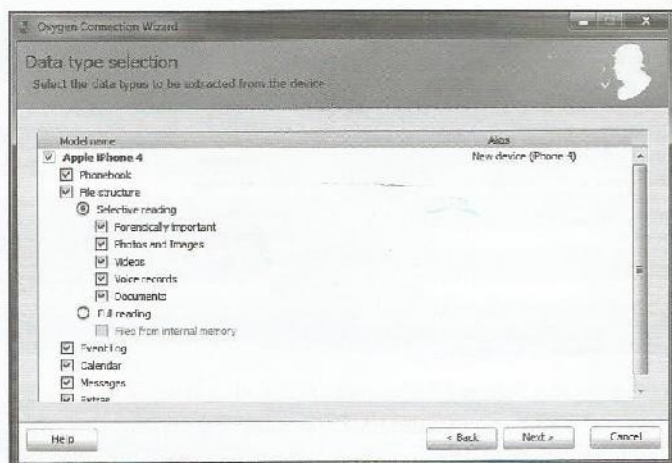 Oxygen Connection Wizard
Data type selection
Select the data types to be extracted from the device
Model name Alias
Apple iPhone 4 New device (iPhone 4)
Phonebook
File structure
Selective reading
Forensically important
Photos and Images
Videos
Voice records
Documents
Full reading
Files from internal memory
Event Log
Calendar
Messages
Extras
Help < Back Next > Cancel